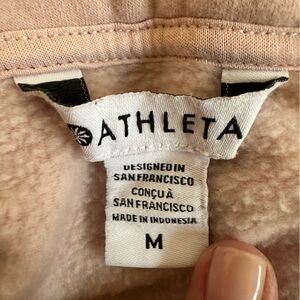 ATHLETA
DESIGNED IN
SAN FRANCISCO
CONÇU À
SAN FRANCISCO
MADE IN INDONESIA
M